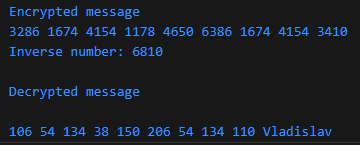 Encrypted message
3286 1674 4154 1178 4650 6386 1674 4154 3410
Inverse number: 6810
Decrypted message
106 54 134 38 150 206 54 134 110 Vladislav